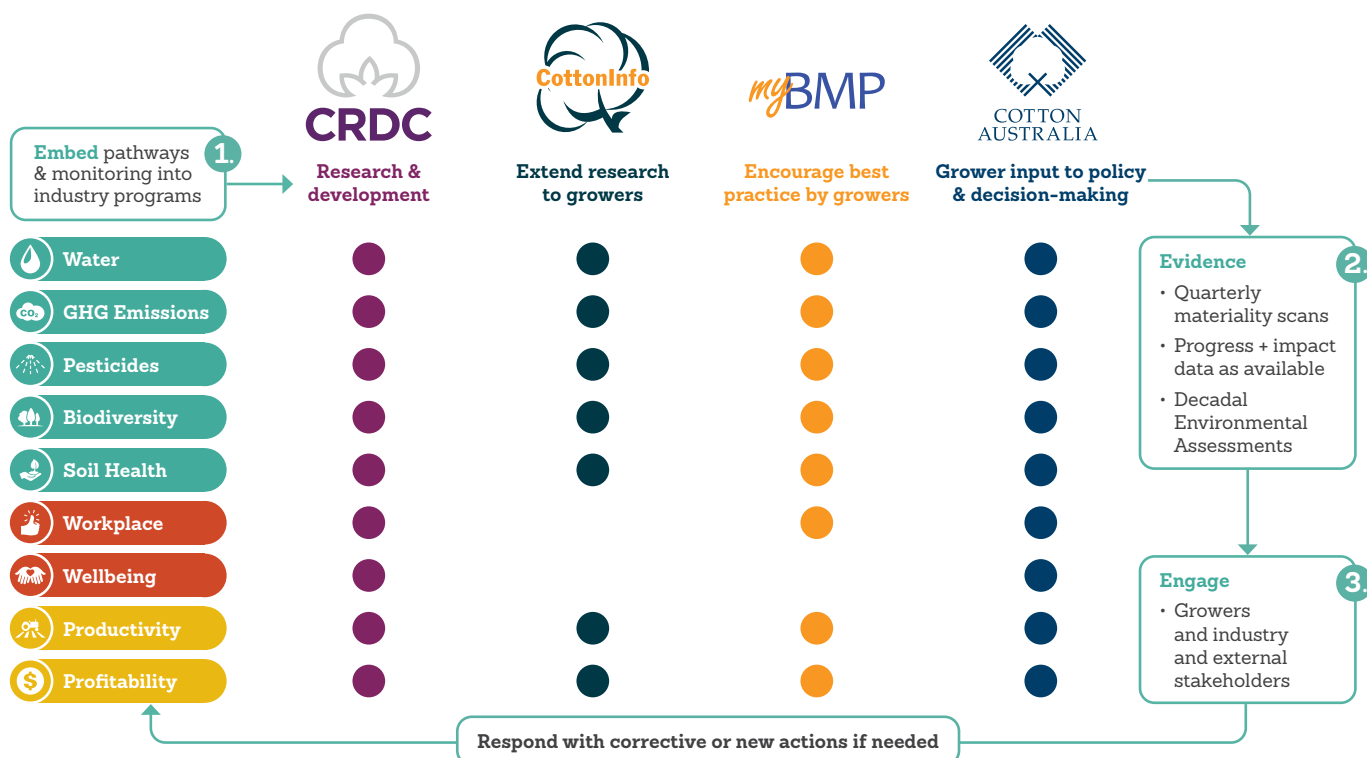 CRDC
CottonInfo
myBMP
COTTON
AUSTRALIA
Embed pathways
& monitoring into
industry programs
1.
Research &
development
Extend research
to growers
Encourage best
practice by growers
Grower input to policy
& decision-making
Water
CO₂
GHG Emissions
Pesticides
Biodiversity
Soil Health
Workplace
Wellbeing
Productivity
$
Profitability
Evidence
2.
• Quarterly
materiality scans
• Progress + impact
data as available
• Decadal
Environmental
Assessments
Engage
3.
• Growers
and industry
and external
stakeholders
Respond with corrective or new actions if needed